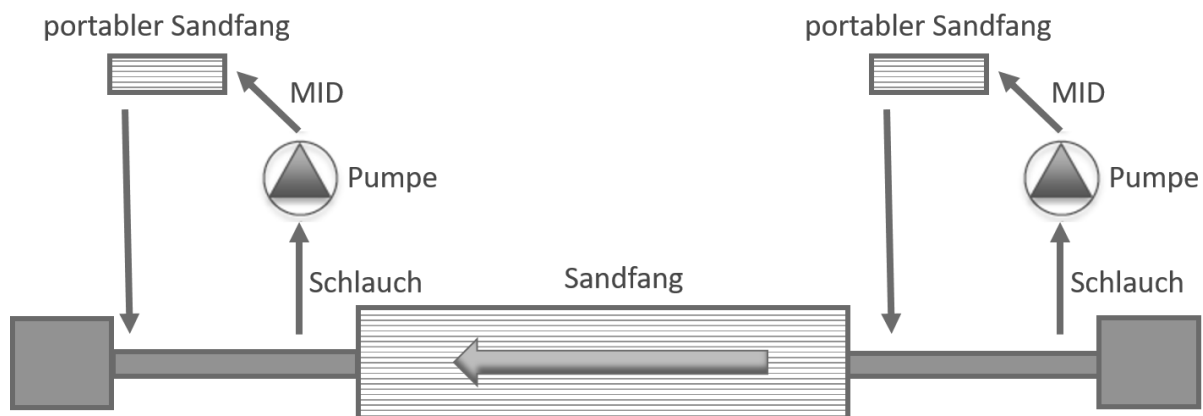 portabler Sandfang
portabler Sandfang
MID
MID
Pumpe
Pumpe
Schlauch
Sandfang
Schlauch